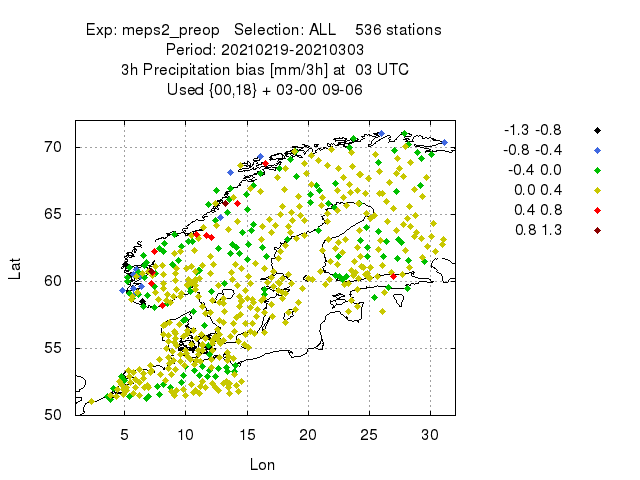 Exp: meps2_preop   Selection: ALL    536 stations
Period: 20210219-20210303
3h Precipitation bias [mm/3h] at  03 UTC
Used {00,18} + 03-00 09-06
-1.3 -0.8
-0.8 -0.4
-0.4 0.0
0.0 0.4
0.4 0.8
0.8 1.3
70
65
60
55
50
Lat
5 10 15 20 25 30
Lon